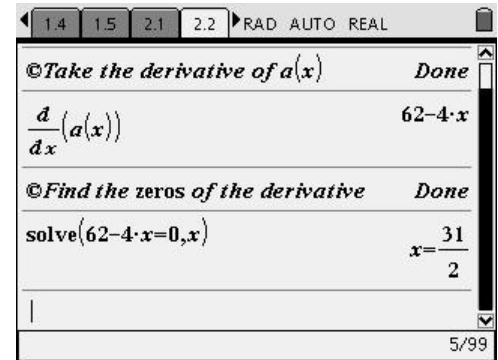 1.4 1.5 2.1 2.2 RAD AUTO REAL
©Take the derivative of a(x) Done
d/dx(a(x)) 62−4·x
©Find the zeros of the derivative Done
solve(62−4·x=0,x) x=31/2
5/99